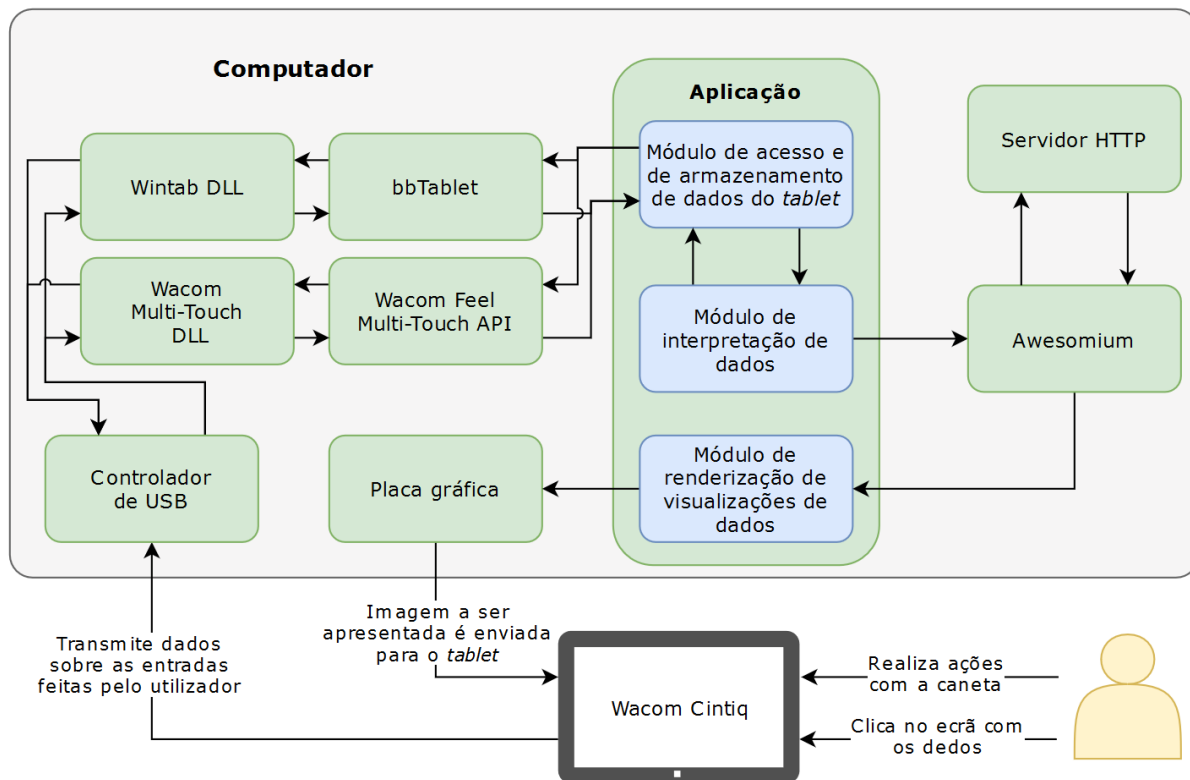 Computador
Aplicação
Wintab DLL
bbTablet
Módulo de acesso e
de armazenamento
de dados do tablet
Servidor HTTP
Wacom
Multi-Touch
DLL
Wacom Feel
Multi-Touch API
Módulo de
interpretação de
dados
Awesomium
Controlador
de USB
Placa gráfica
Módulo de
renderização de
visualizações de
dados
Transmite dados
sobre as entradas
feitas pelo utilizador
Imagem a ser
apresentada é enviada
para o tablet
Wacom Cintiq
Realiza ações
com a caneta
Clica no ecrã com
os dedos